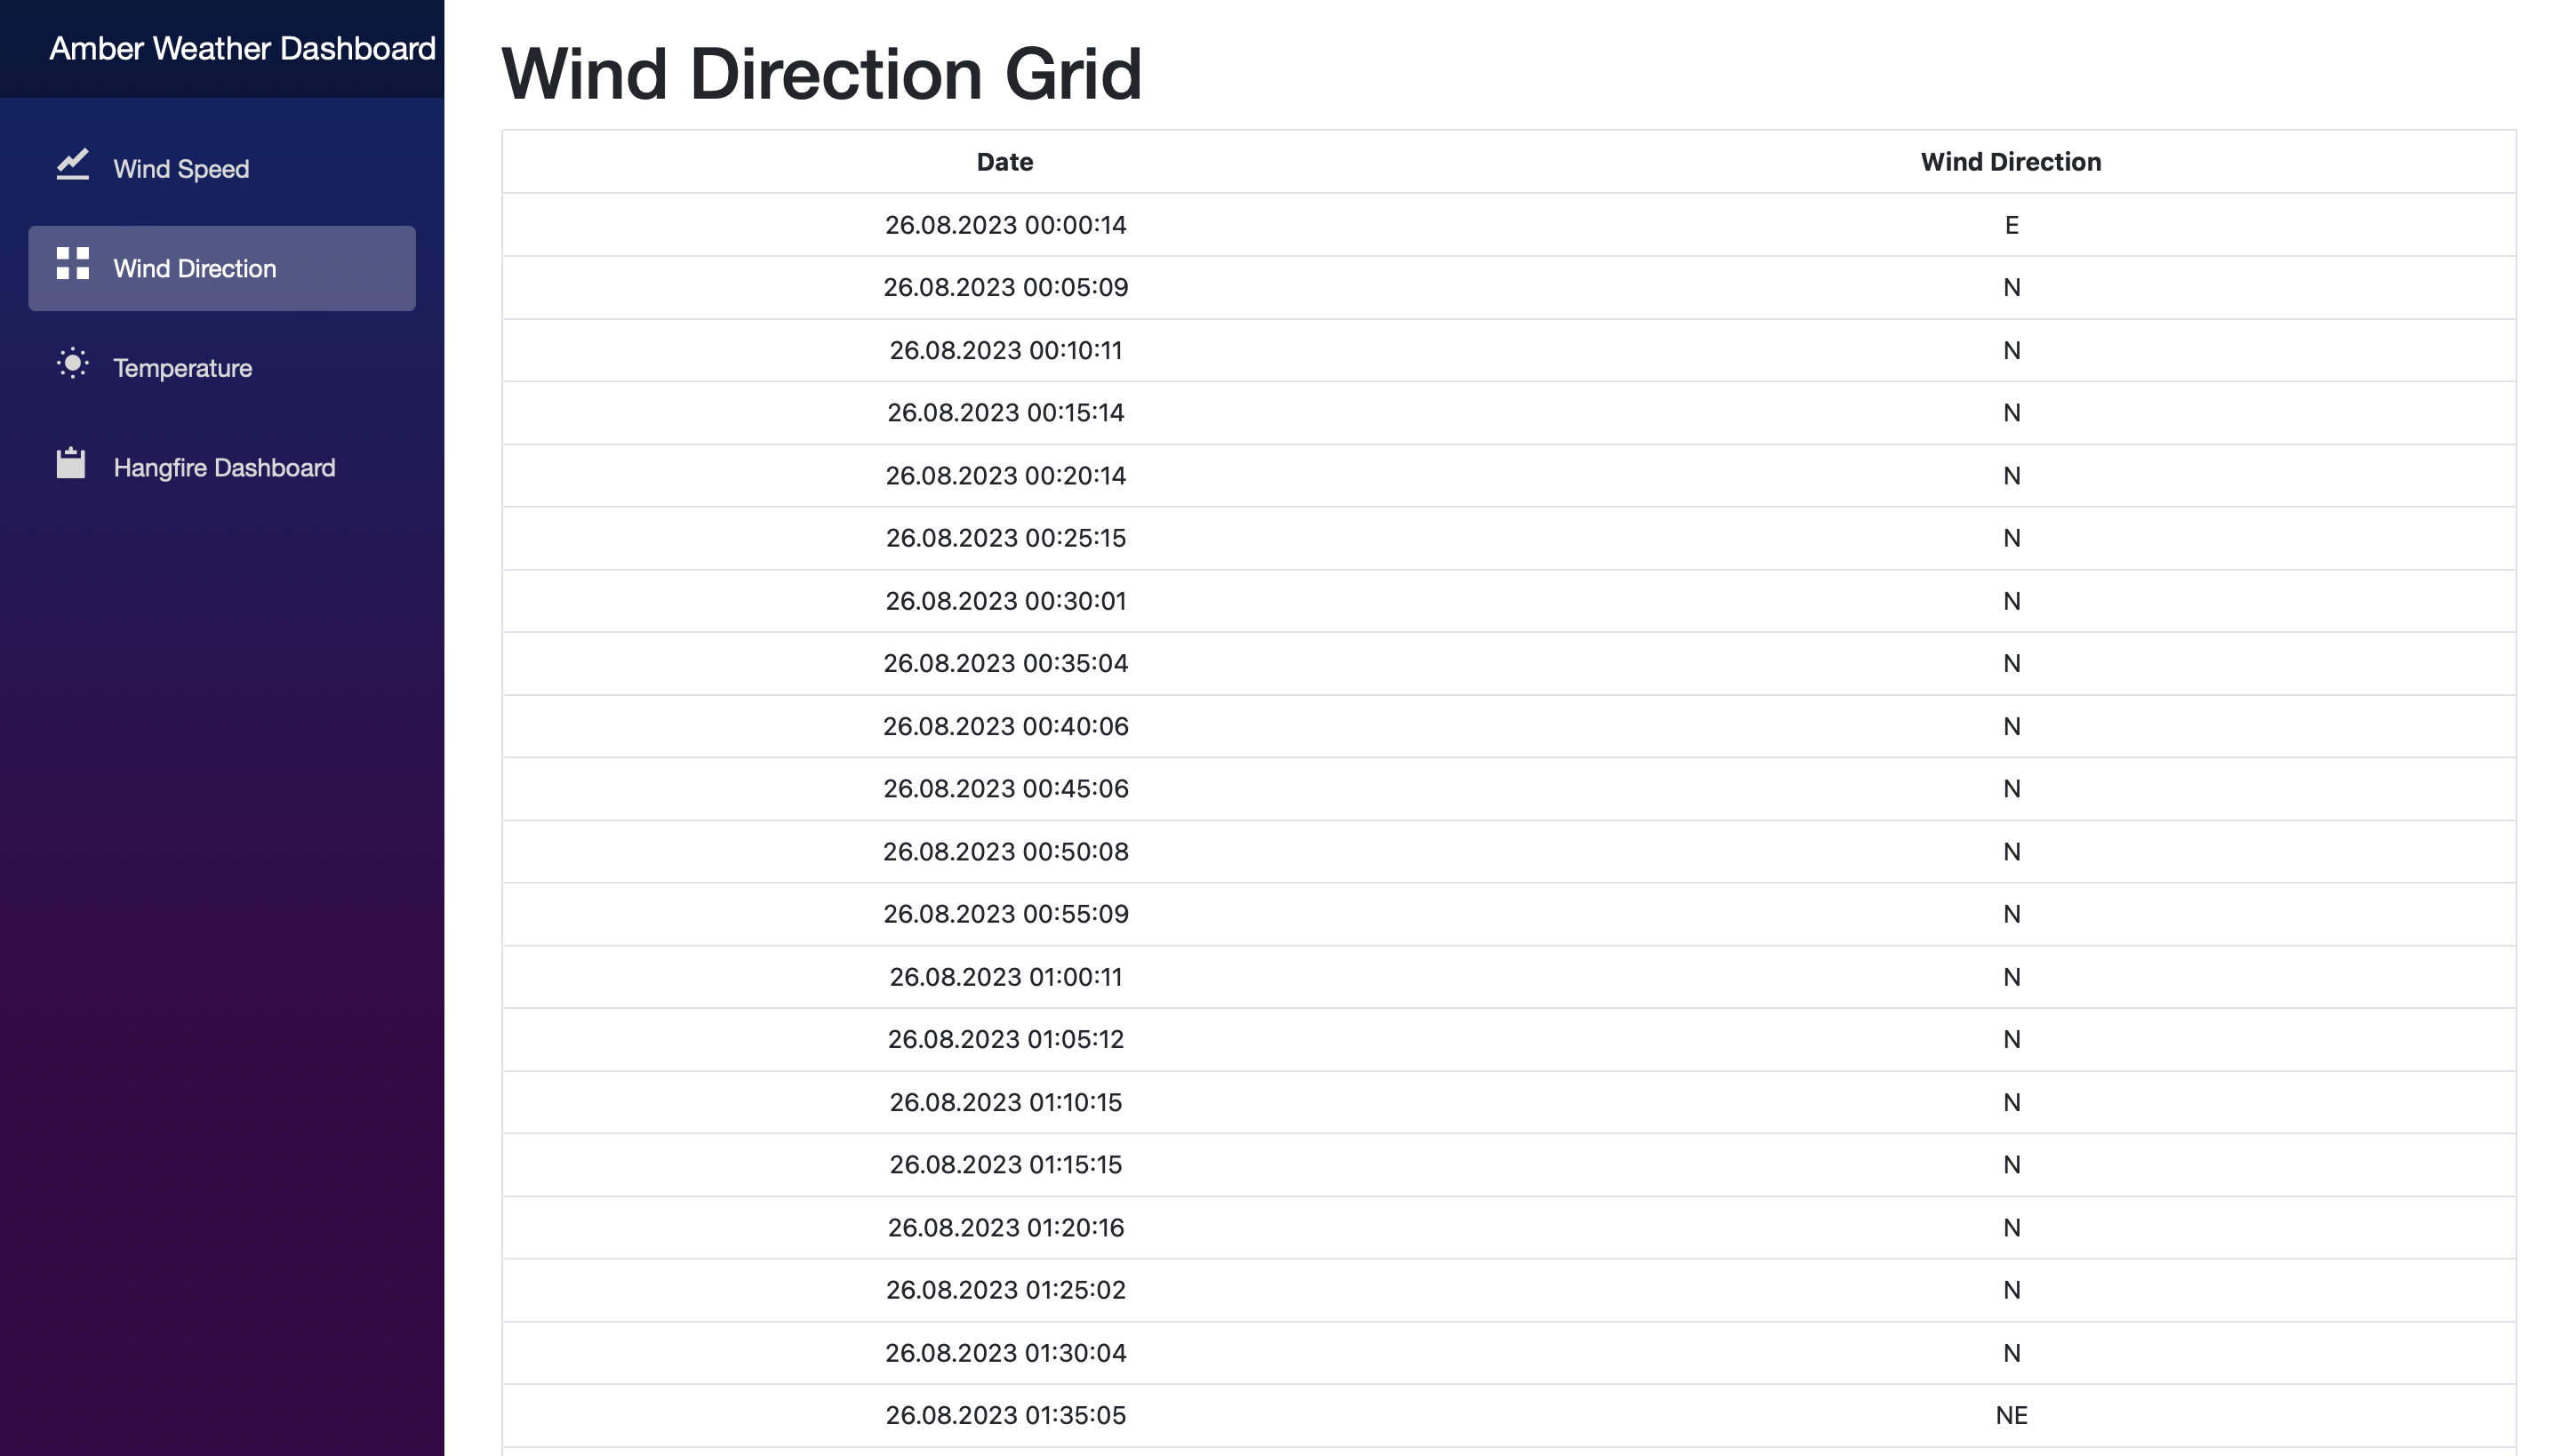 Amber Weather Dashboard
Wind Speed
Wind Direction
Temperature
Hangfire Dashboard
Wind Direction Grid
Date Wind Direction
26.08.2023 00:00:14 E
26.08.2023 00:05:09 N
26.08.2023 00:10:11 N
26.08.2023 00:15:14 N
26.08.2023 00:20:14 N
26.08.2023 00:25:15 N
26.08.2023 00:30:01 N
26.08.2023 00:35:04 N
26.08.2023 00:40:06 N
26.08.2023 00:45:06 N
26.08.2023 00:50:08 N
26.08.2023 00:55:09 N
26.08.2023 01:00:11 N
26.08.2023 01:05:12 N
26.08.2023 01:10:15 N
26.08.2023 01:15:15 N
26.08.2023 01:20:16 N
26.08.2023 01:25:02 N
26.08.2023 01:30:04 N
26.08.2023 01:35:05 NE